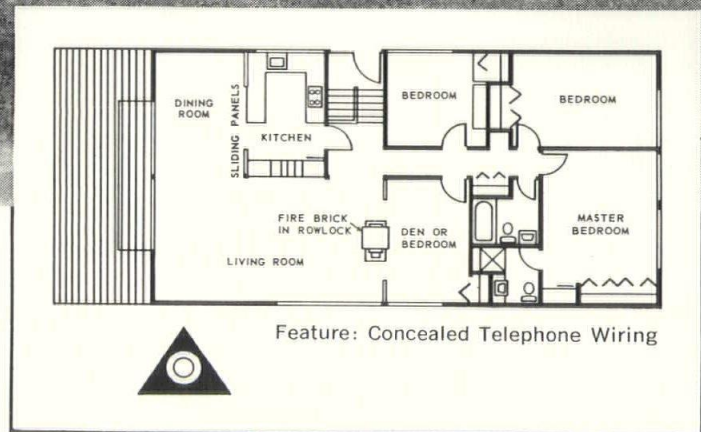 DINING
ROOM
SLIDING PANELS
KITCHEN
BEDROOM
BEDROOM
FIRE BRICK
IN ROWLOCK
DEN OR
BEDROOM
MASTER
BEDROOM
LIVING ROOM
Feature: Concealed Telephone Wiring